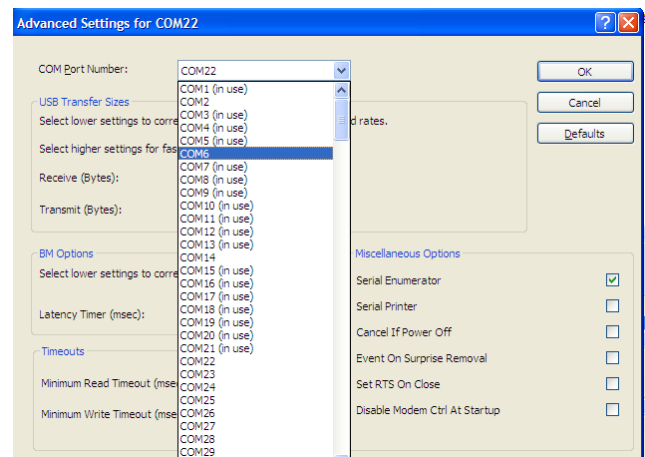 Advanced Settings for COM22
COM Port Number:
COM22
OK
Cancel
Defaults
COM1 (in use)
COM2
COM3 (in use)
COM4 (in use)
COM5 (in use)
COM6
COM7 (in use)
COM8 (in use)
COM9 (in use)
COM10 (in use)
COM11 (in use)
COM12 (in use)
COM13 (in use)
COM14
COM15 (in use)
COM16 (in use)
COM17 (in use)
COM18 (in use)
COM19 (in use)
COM20 (in use)
COM21 (in use)
COM22
COM23
COM24
COM25
COM26
COM27
COM28
COM29
USB Transfer Sizes
Select lower settings to corre
d rates.
Select higher settings for fas
Receive (Bytes):
Transmit (Bytes):
BM Options
Select lower settings to corre
Latency Timer (msec):
Timeouts
Minimum Read Timeout (mse
Minimum Write Timeout (mse
Miscellaneous Options
Serial Enumerator
Serial Printer
Cancel If Power Off
Event On Surprise Removal
Set RTS On Close
Disable Modem Ctrl At Startup